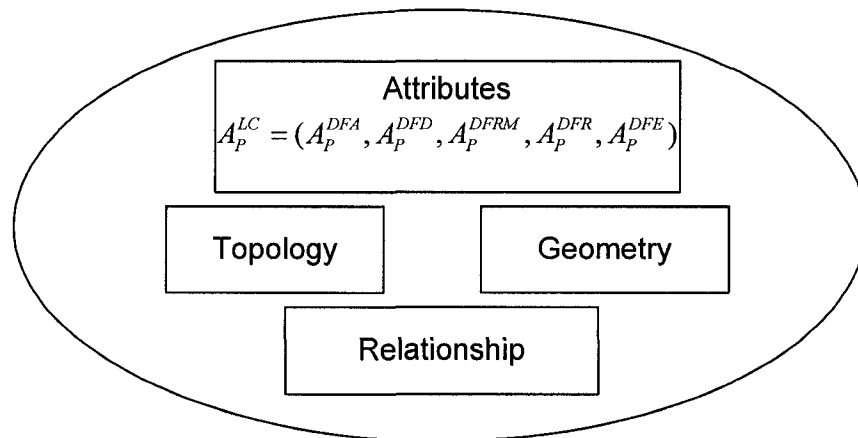 Attributes
A_P^{LC} = (A_P^{DFA}, A_P^{DFD}, A_P^{DFRM}, A_P^{DFR}, A_P^{DFE})
Topology
Geometry
Relationship